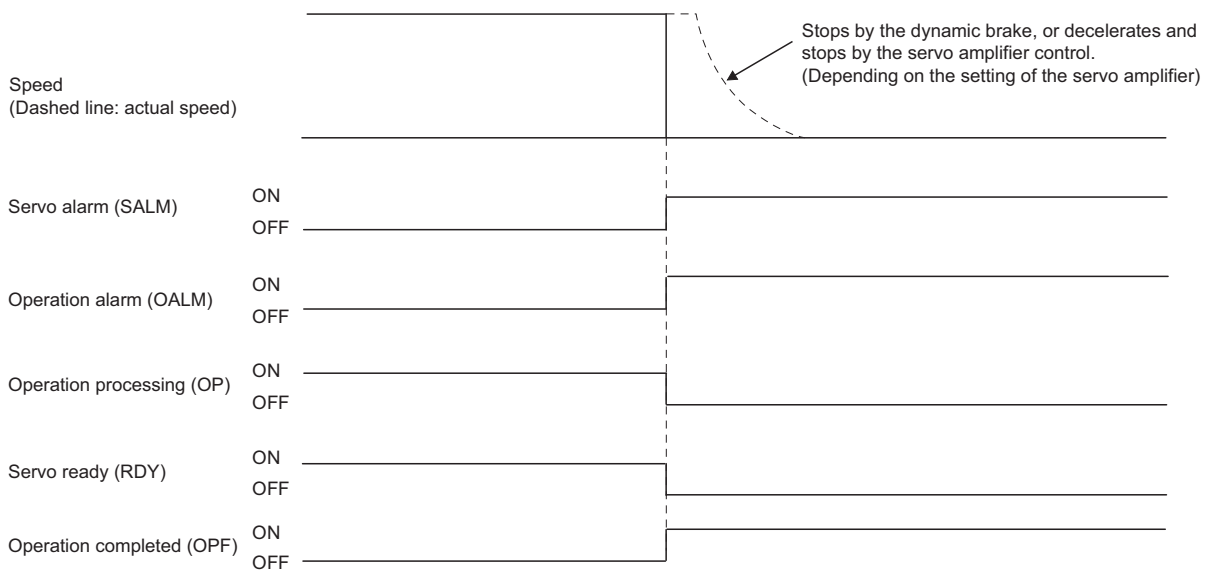 Stops by the dynamic brake, or decelerates and
stops by the servo amplifier control.
(Depending on the setting of the servo amplifier)
Speed
(Dashed line: actual speed)
Servo alarm (SALM)
ON
OFF
Operation alarm (OALM)
ON
OFF
Operation processing (OP)
ON
OFF
Servo ready (RDY)
ON
OFF
Operation completed (OPF)
ON
OFF